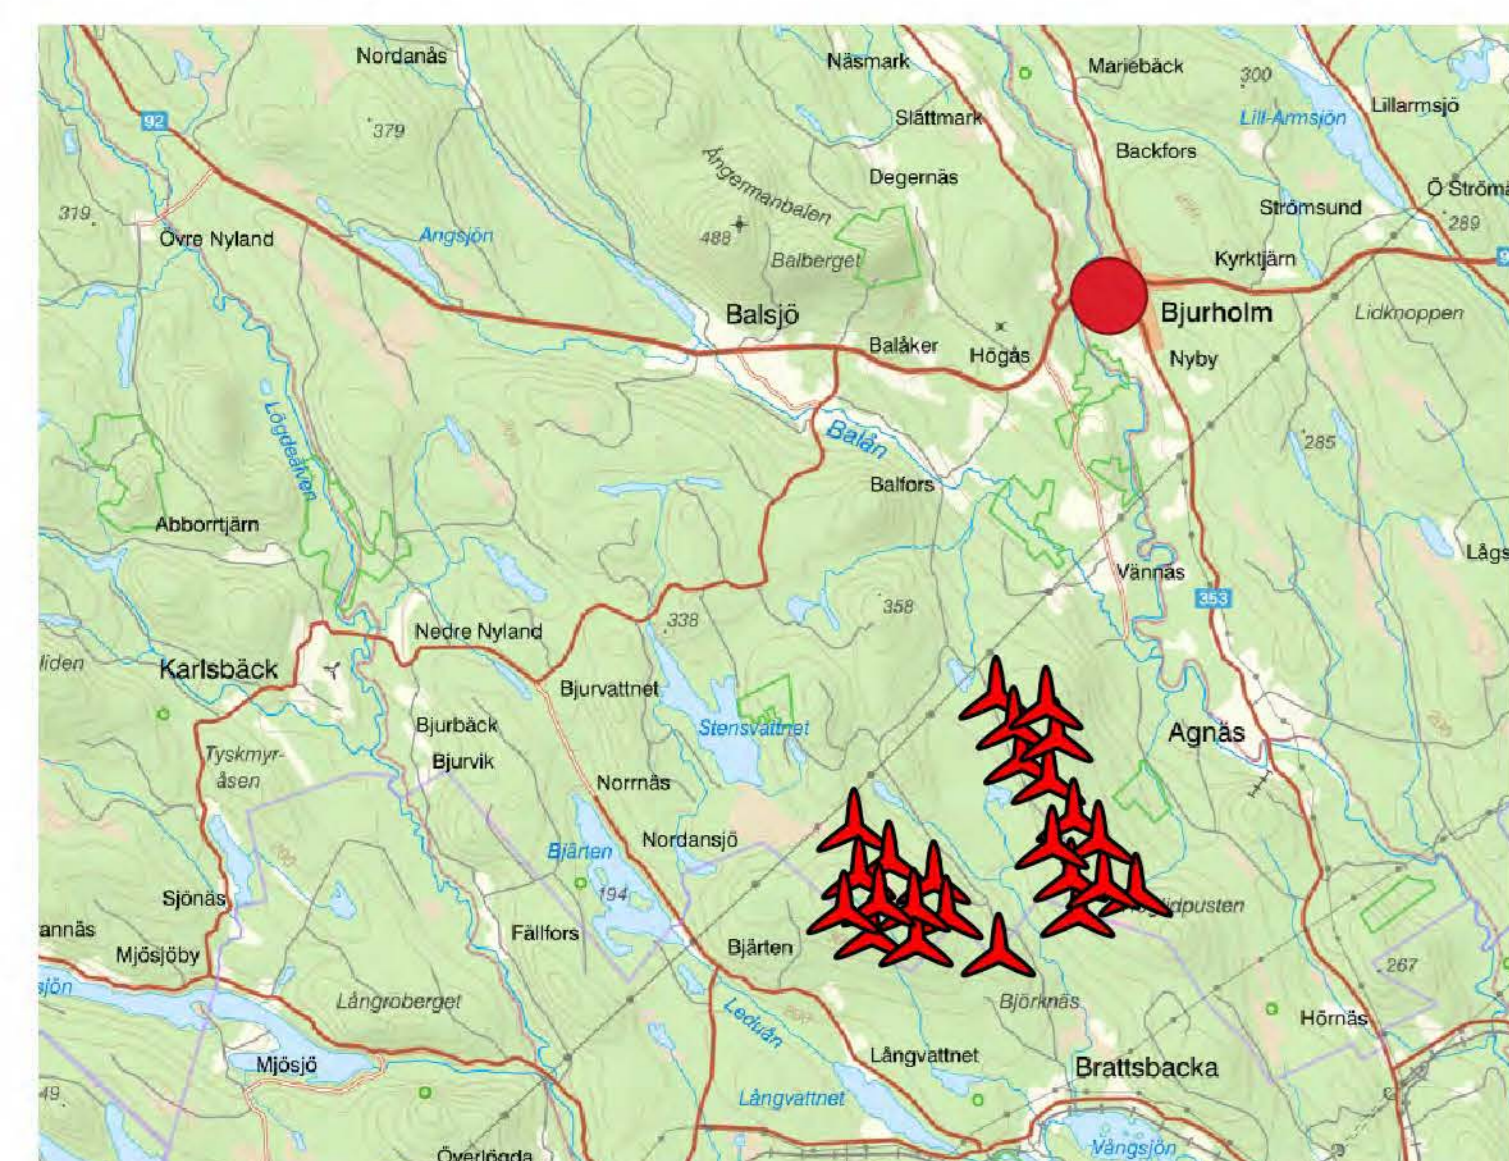 Nordanås
Näsmark
Mariebäck
300
Lillarmsjö
Slättmark
Lill-Armsjön
92
379
Backfors
Ångermanbalen
Degernäs
319
Strömsund
289
Övre Nyland
Angsjön
488
Balberget
Kyrktjärn
Balsjö
Bjurholm
Lidknoppen
Balåker
Högås
Nyby
Lögdeälven
Balån
285
Balfors
Abborrtjärn
Vännäs
353
358
338
Nedre Nyland
liden
Karlsbäck
Bjurvattnet
Bjurbäck
Stensvattnet
Agnäs
Tyskmyr-
åsen
Bjurvik
Norrnäs
Nordansjö
Bjärten
194
Sjönäs
annäs
Fällfors
Bjärten
Mjösjöby
267
sjön
Långroberget
Leduån
Björknäs
Hörnäs
Mjösjö
Långvattnet
Brattsbacka
49
Långvattnet
Vångsjön
Överlögda